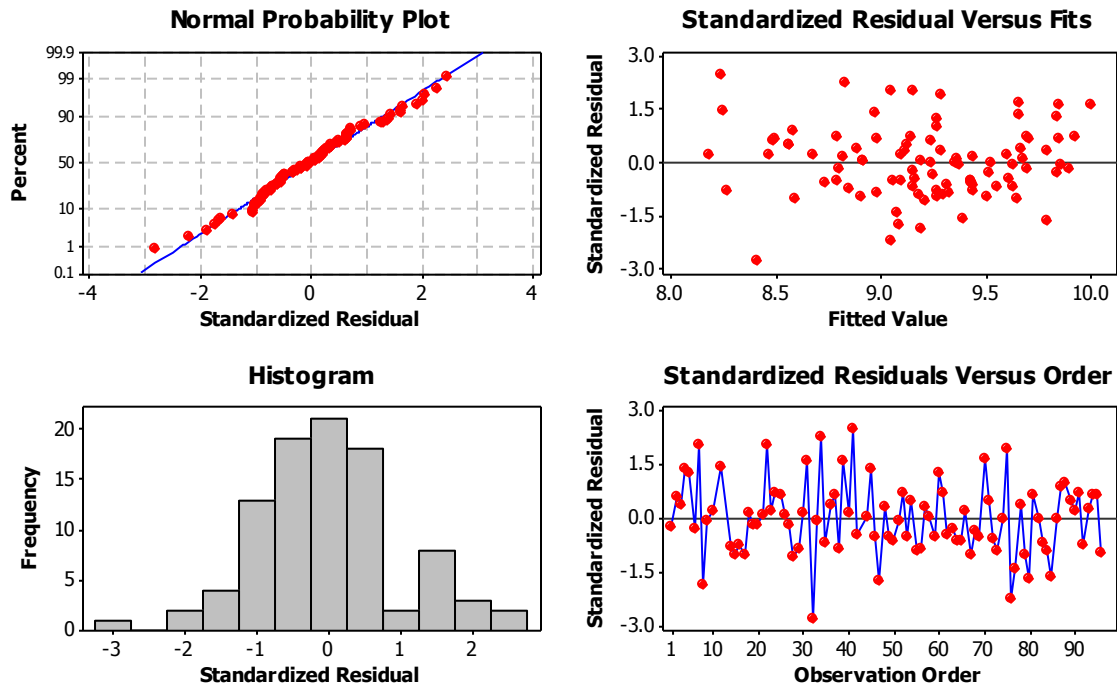 Normal Probability Plot
99.9
99
90
50
10
1
0.1
Percent
-4 -2 0 2 4
Standardized Residual
Standardized Residual Versus Fits
3.0
1.5
0.0
-1.5
-3.0
Standardized Residual
8.0 8.5 9.0 9.5 10.0
Fitted Value
Histogram
20
15
10
5
0
Frequency
-3 -2 -1 0 1 2
Standardized Residual
Standardized Residuals Versus Order
3.0
1.5
0.0
-1.5
-3.0
Standardized Residual
1 10 20 30 40 50 60 70 80 90
Observation Order